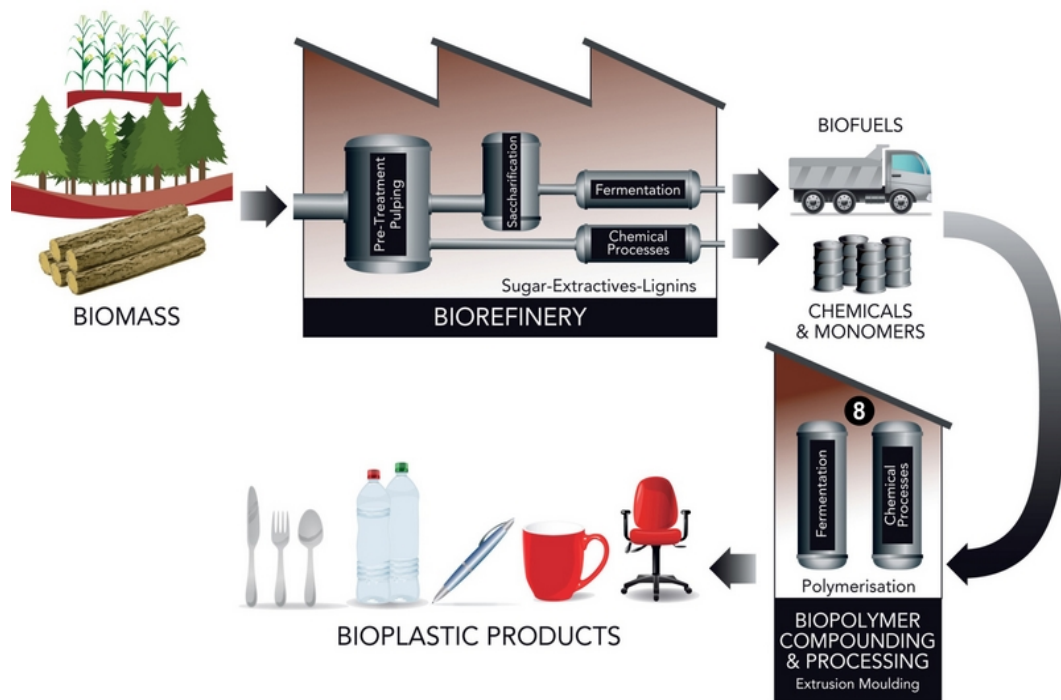 BIOMASS
Pre-Treatment
Pulping
Saccharification
Fermentation
Chemical
Processes
Sugar-Extractives-Lignins
BIOREFINERY
BIOFUELS
CHEMICALS
& MONOMERS
8
Fermentation
Chemical
Processes
Polymerisation
BIOPOLYMER
COMPOUNDING
& PROCESSING
Extrusion Moulding
BIOPLASTIC PRODUCTS